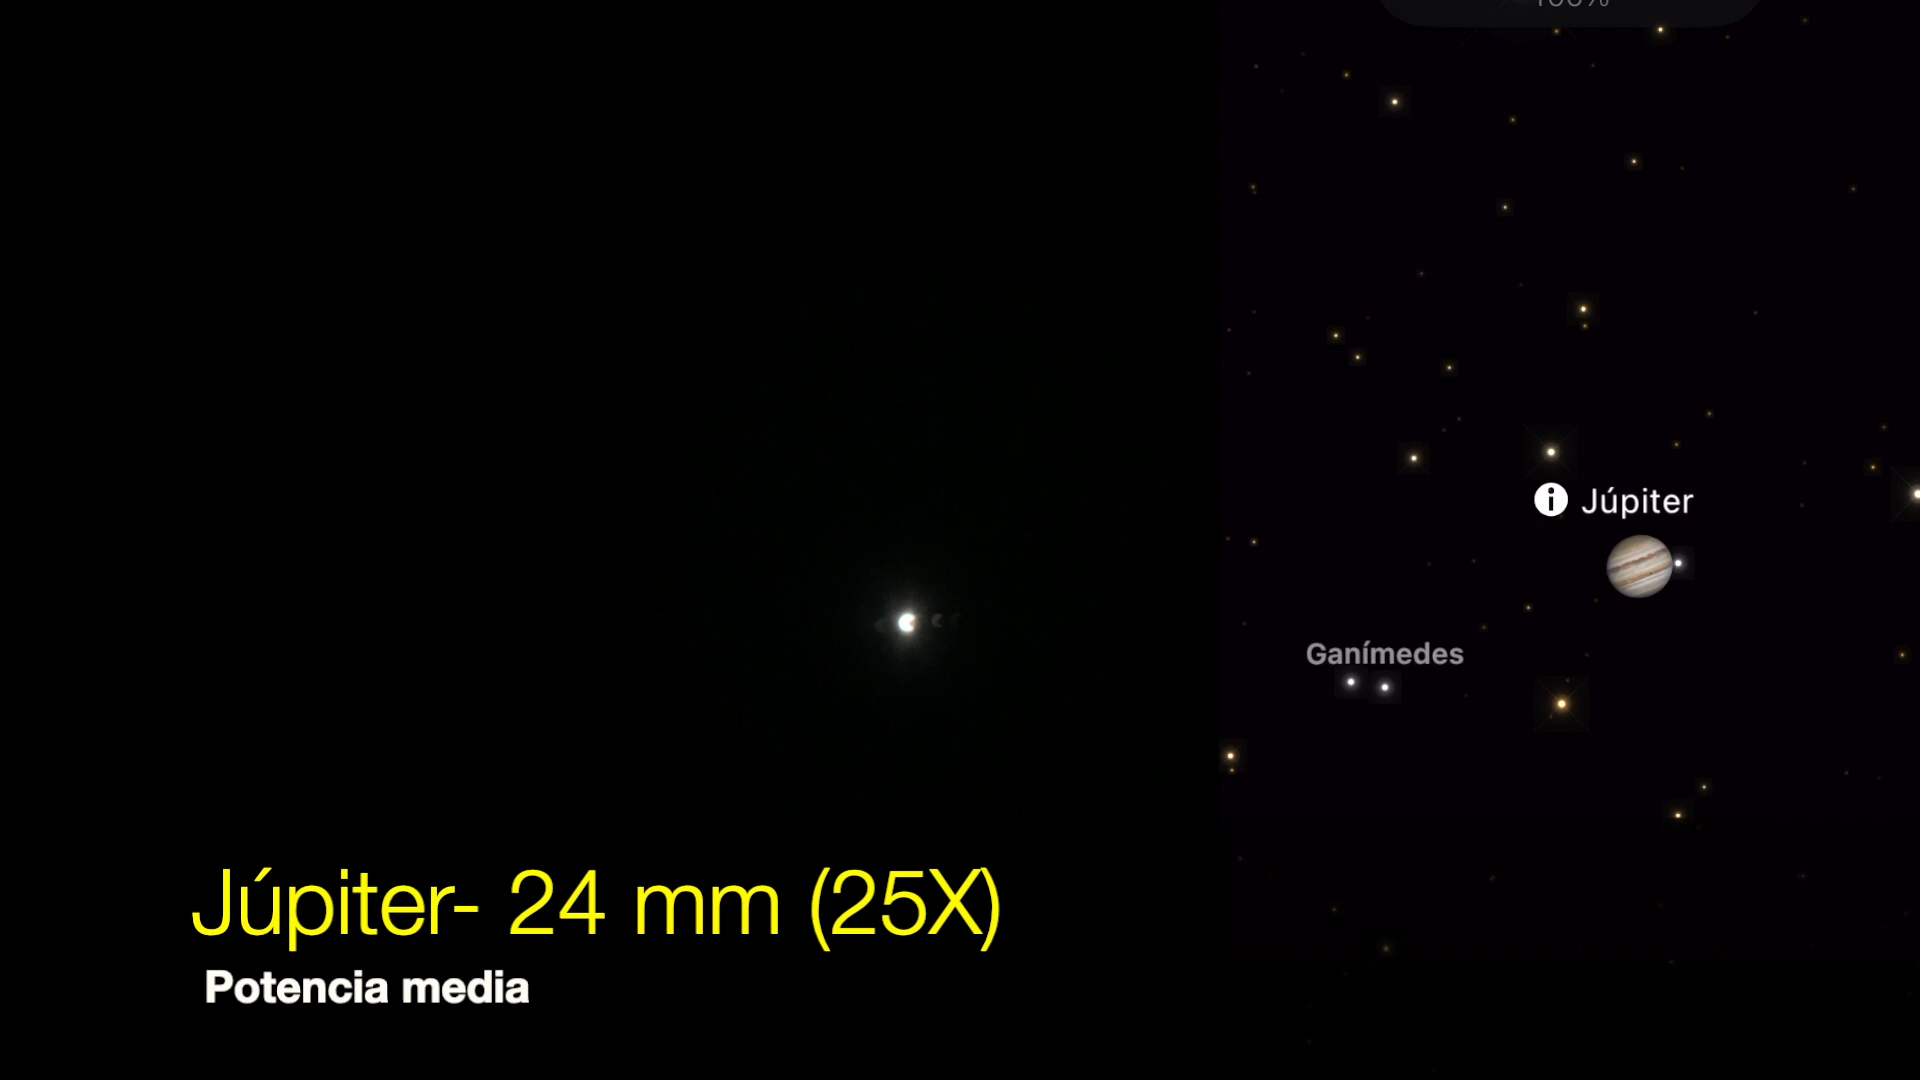 Júpiter
Ganímedes
Júpiter- 24 mm (25X)
Potencia media